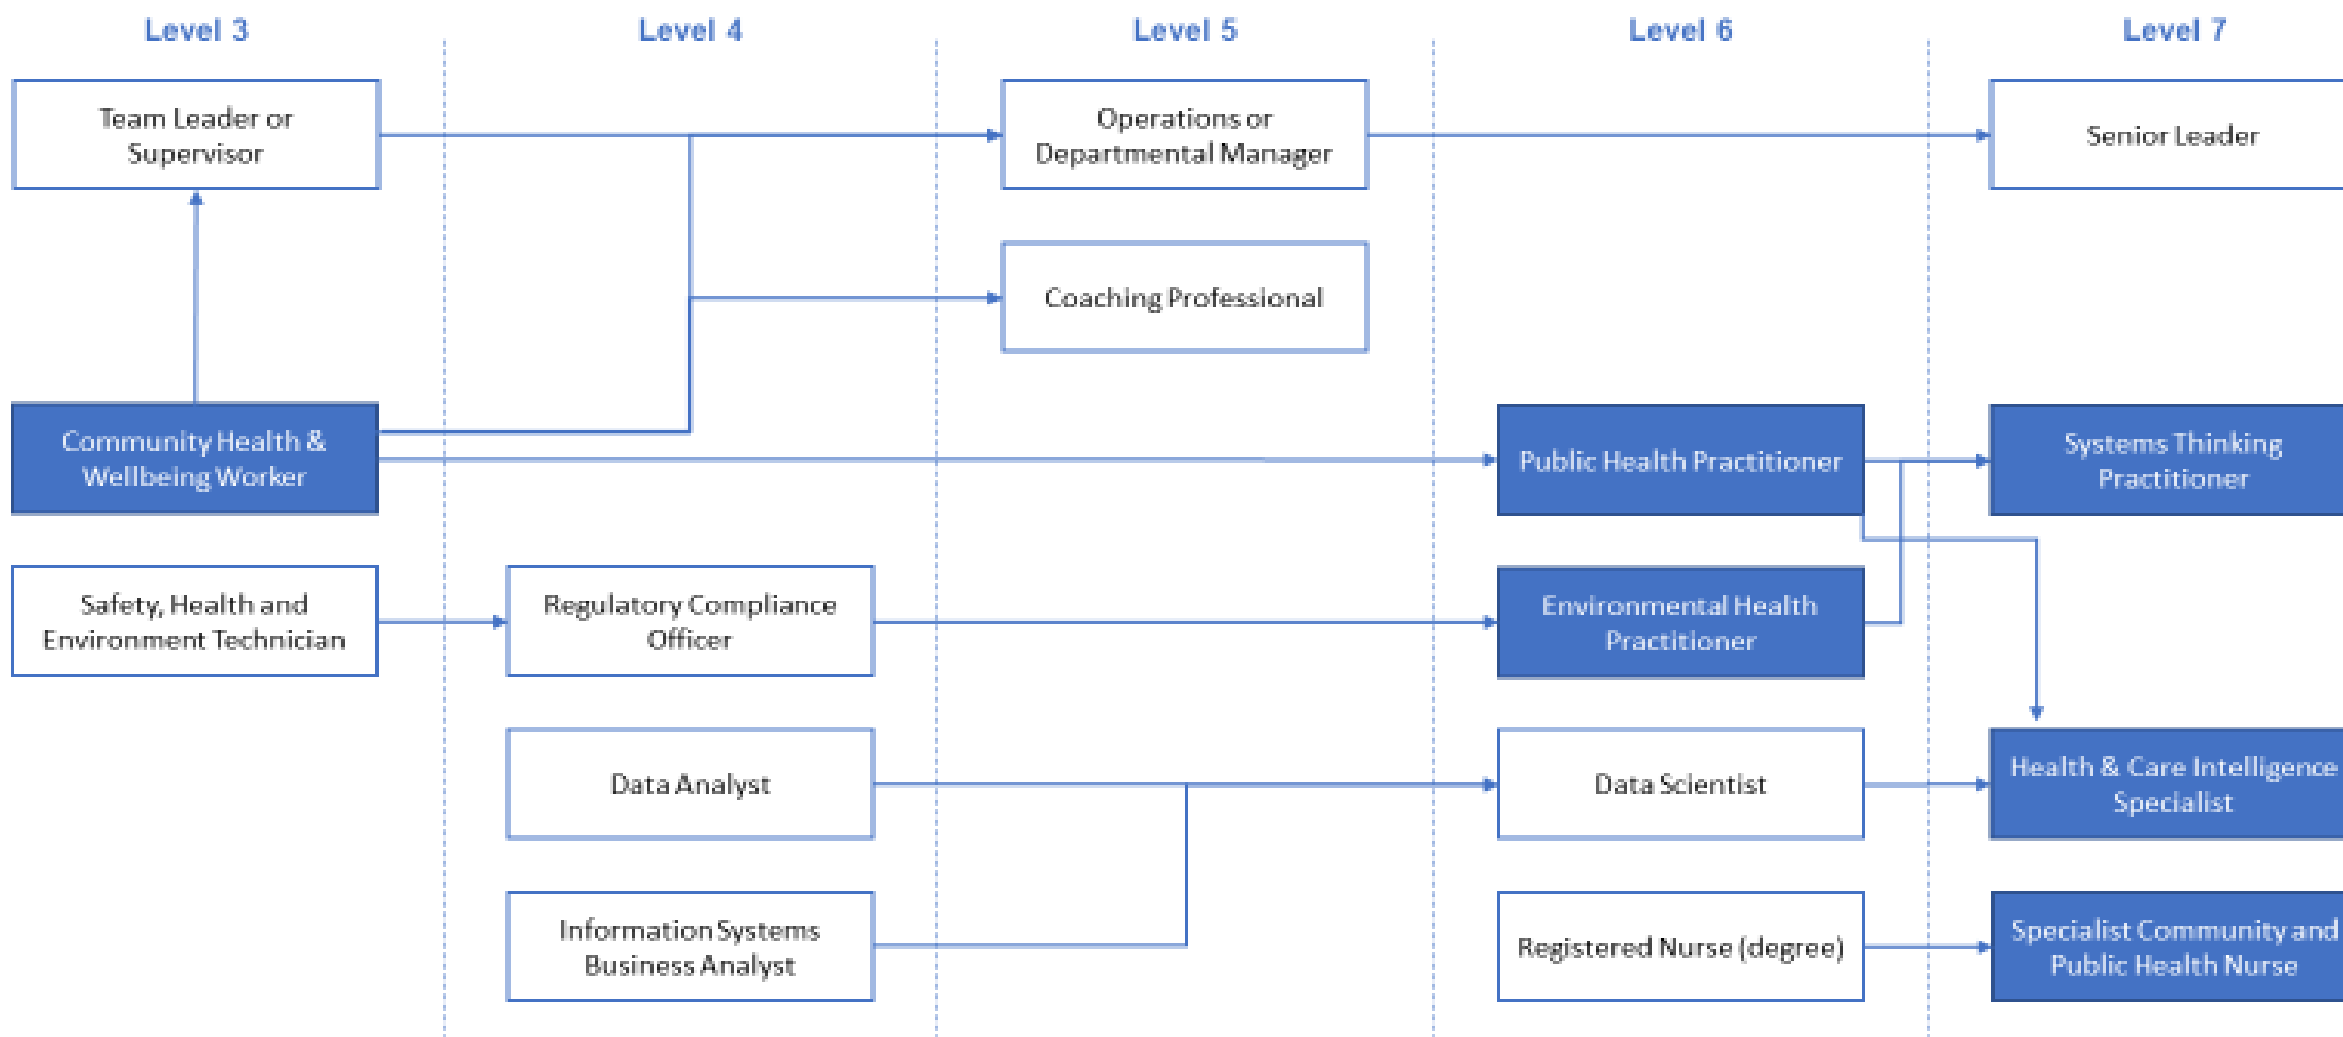 Level 3
Level 4
Level 5
Level 6
Level 7
Team Leader or
Supervisor
Operations or
Departmental Manager
Senior Leader
Coaching Professional
Community Health &
Wellbeing Worker
Public Health Practitioner
Systems Thinking
Practitioner
Safety, Health and
Environment Technician
Regulatory Compliance
Officer
Environmental Health
Practitioner
Data Analyst
Data Scientist
Health & Care Intelligence
Specialist
Information Systems
Business Analyst
Registered Nurse (degree)
Specialist Community and
Public Health Nurse